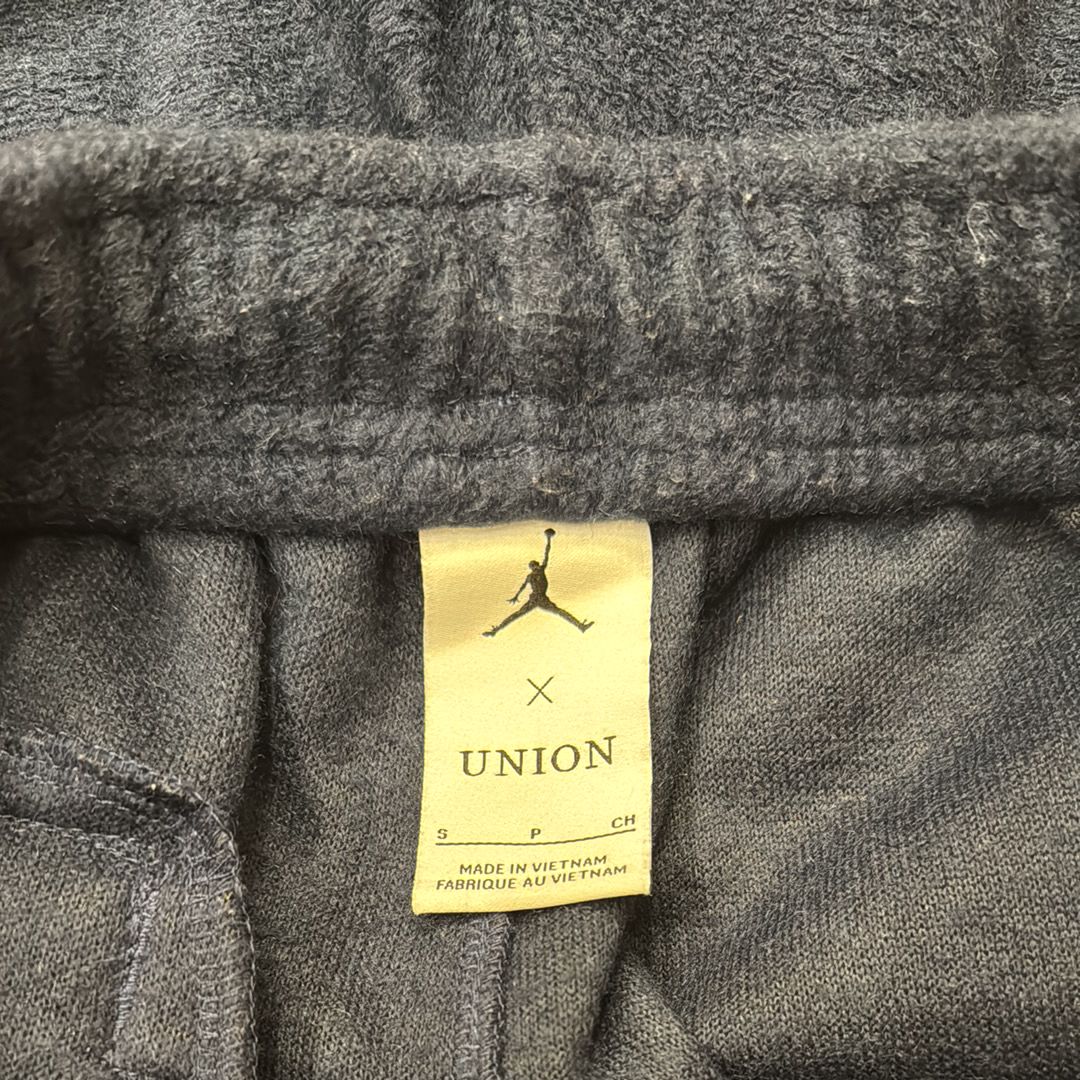 ×
UNION
S P CH
MADE IN VIETNAM
FABRIQUE AU VIETNAM